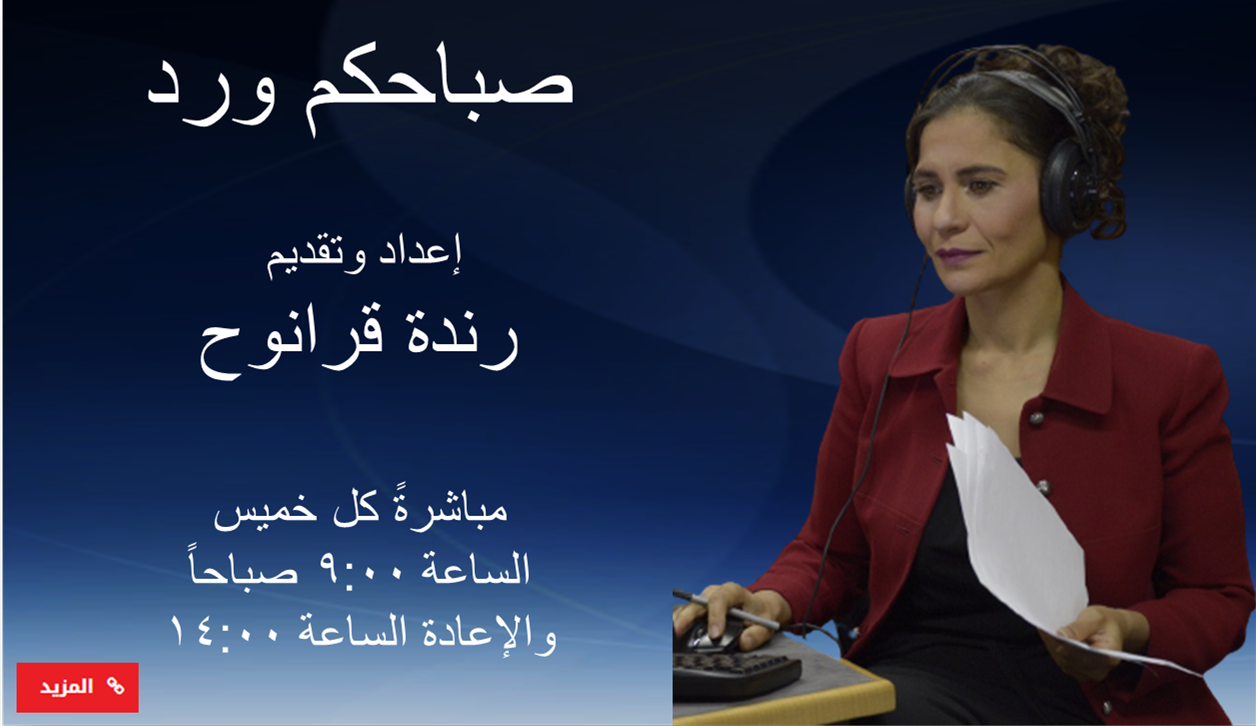 صباحكم ورد
إعداد وتقديم
رندة قرانوح
مباشرةً كل خميس
الساعة ٩:٠٠ صباحاً
والإعادة الساعة ١٤:٠٠
المزيد